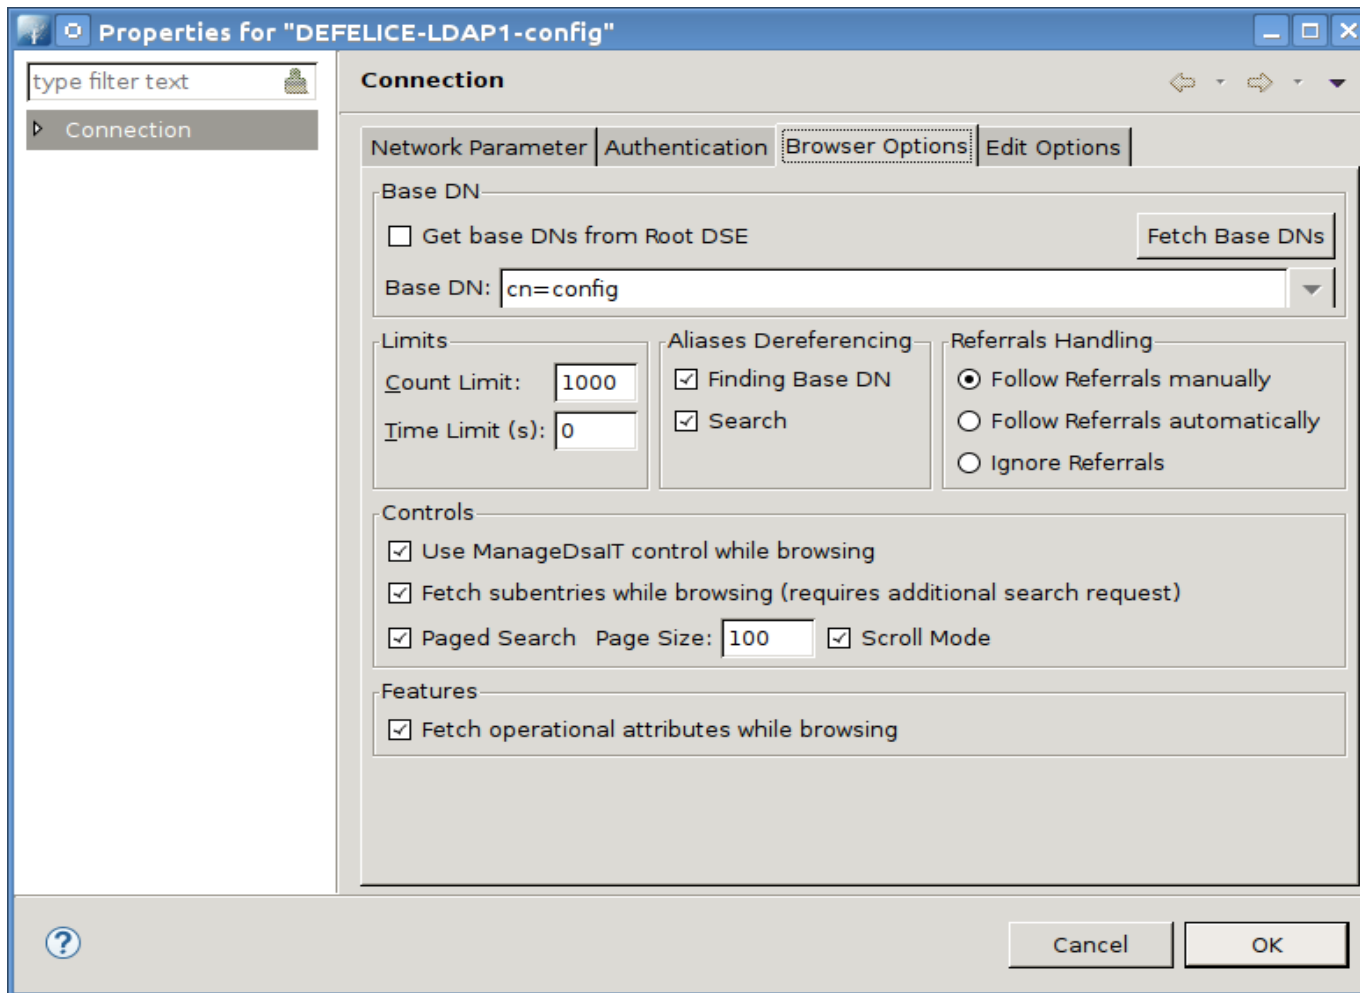 Properties for "DEFELICE-LDAP1-config"
type filter text
Connection
Connection
Network Parameter
Authentication
Browser Options
Edit Options
Base DN
Get base DNs from Root DSE
Fetch Base DNs
Base DN: cn=config
Limits
Count Limit: 1000
Time Limit (s): 0
Aliases Dereferencing
Finding Base DN
Search
Referrals Handling
Follow Referrals manually
Follow Referrals automatically
Ignore Referrals
Controls
Use ManageDsaIT control while browsing
Fetch subentries while browsing (requires additional search request)
Paged Search Page Size: 100 Scroll Mode
Features
Fetch operational attributes while browsing
?
Cancel
OK